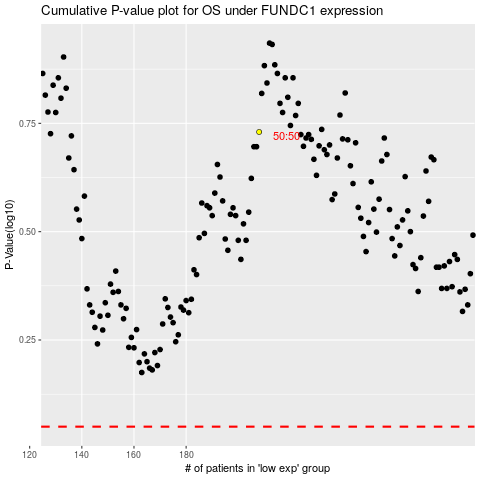 Cumulative P-value plot for OS under FUNDC1 expression
P-Value(log10)
0.75
0.50
0.25
50:50
120 140 160 180
# of patients in 'low exp' group